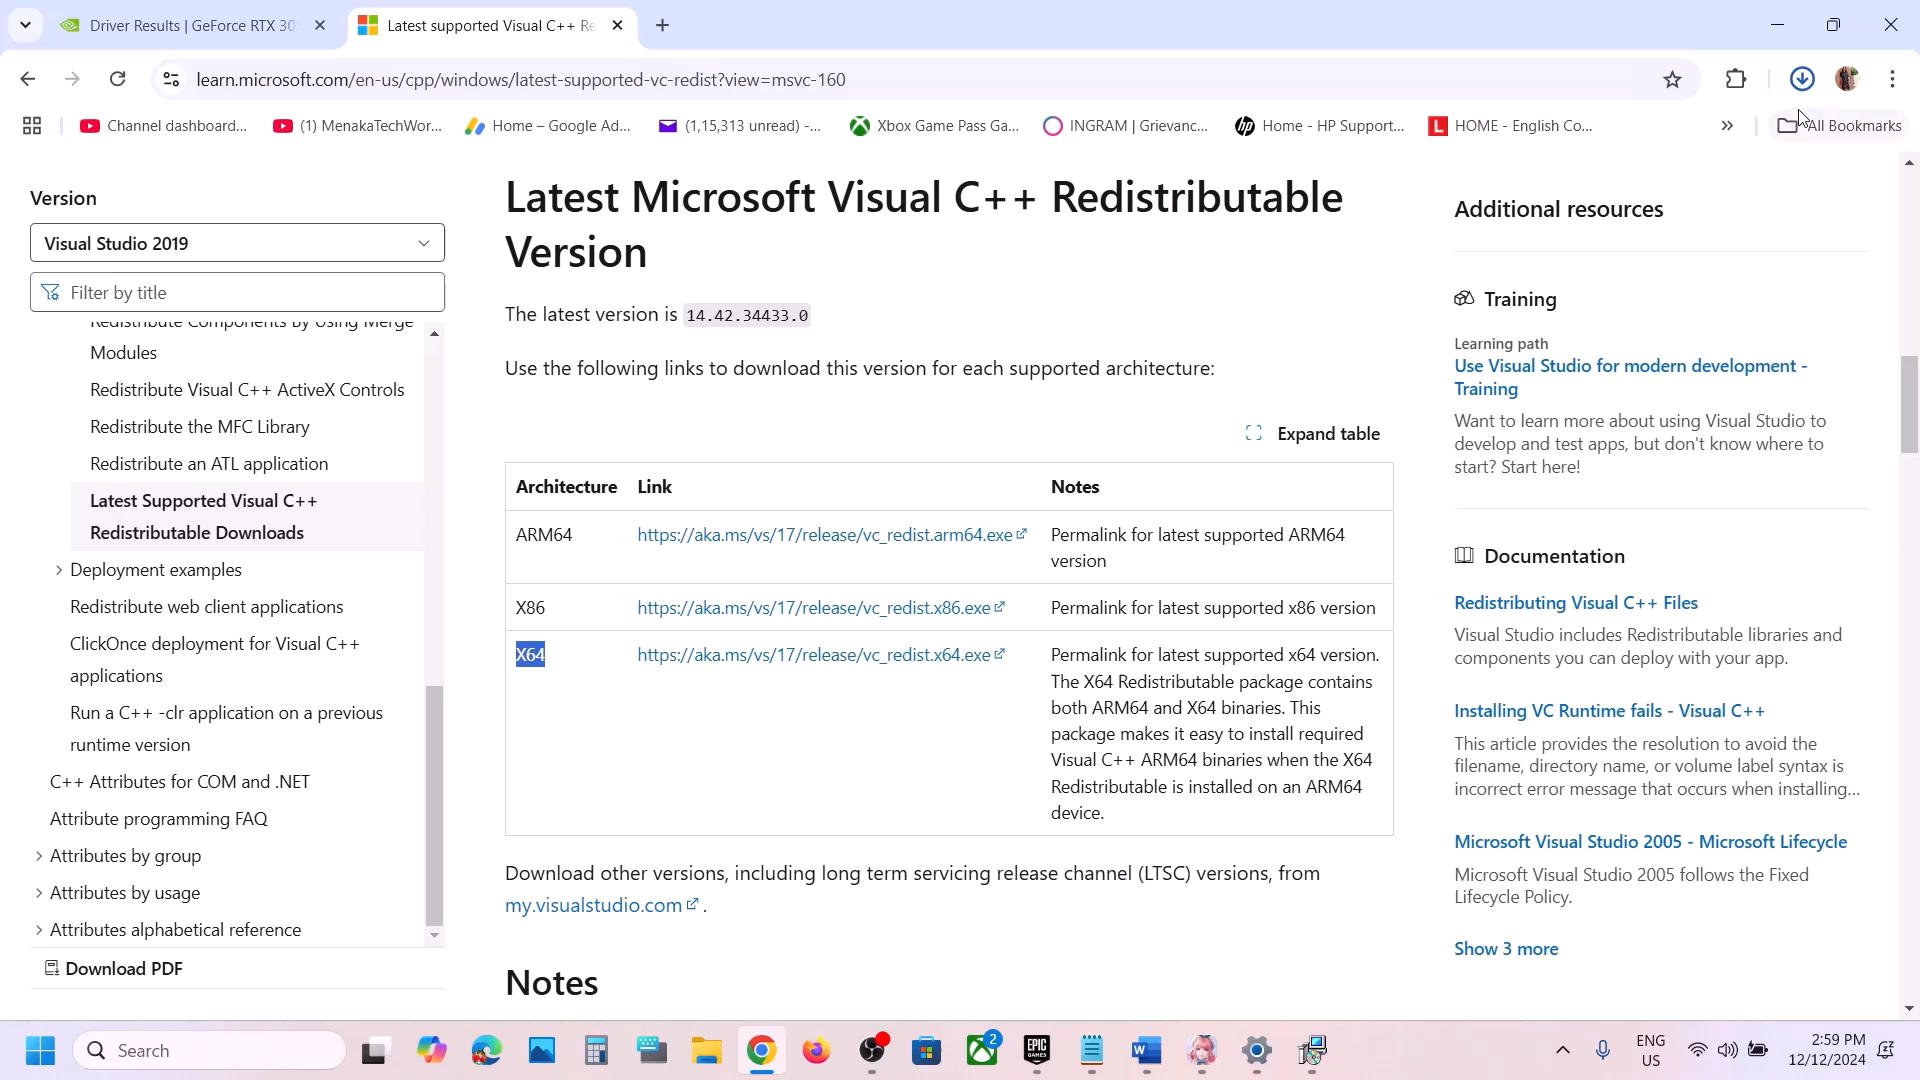 Driver Results | GeForce RTX 30
Latest supported Visual C++ Re
learn.microsoft.com/en-us/cpp/windows/latest-supported-vc-redist?view=msvc-160
Channel dashboard...
(1) MenakaTechWor...
Home – Google Ad...
(1,15,313 unread) -...
Xbox Game Pass Ga...
INGRAM | Grievanc...
Home - HP Support...
HOME - English Co...
All Bookmarks
Version
Visual Studio 2019
Filter by title
Redistribute Components By Using Merge
Modules
Redistribute Visual C++ ActiveX Controls
Redistribute the MFC Library
Redistribute an ATL application
Latest Supported Visual C++
Redistributable Downloads
Deployment examples
Redistribute web client applications
ClickOnce deployment for Visual C++
applications
Run a C++ -clr application on a previous
runtime version
C++ Attributes for COM and .NET
Attribute programming FAQ
Attributes by group
Attributes by usage
Attributes alphabetical reference
Download PDF
Latest Microsoft Visual C++ Redistributable
Version
The latest version is 14.42.34433.0
Use the following links to download this version for each supported architecture:
Expand table
Architecture Link Notes
ARM64 https://aka.ms/vs/17/release/vc_redist.arm64.exe Permalink for latest supported ARM64
version
X86 https://aka.ms/vs/17/release/vc_redist.x86.exe Permalink for latest supported x86 version
X64 https://aka.ms/vs/17/release/vc_redist.x64.exe Permalink for latest supported x64 version.
The X64 Redistributable package contains
both ARM64 and X64 binaries. This
package makes it easy to install required
Visual C++ ARM64 binaries when the X64
Redistributable is installed on an ARM64
device.
Download other versions, including long term servicing release channel (LTSC) versions, from
my.visualstudio.com .
Notes
Additional resources
Training
Learning path
Use Visual Studio for modern development -
Training
Want to learn more about using Visual Studio to
develop and test apps, but don't know where to
start? Start here!
Documentation
Redistributing Visual C++ Files
Visual Studio includes Redistributable libraries and
components you can deploy with your app.
Installing VC Runtime fails - Visual C++
This article provides the resolution to avoid the
filename, directory name, or volume label syntax is
incorrect error message that occurs when installing...
Microsoft Visual Studio 2005 - Microsoft Lifecycle
Microsoft Visual Studio 2005 follows the Fixed
Lifecycle Policy.
Show 3 more
Search
2
EPIC
GAMES
ENG
US
2:59 PM
12/12/2024